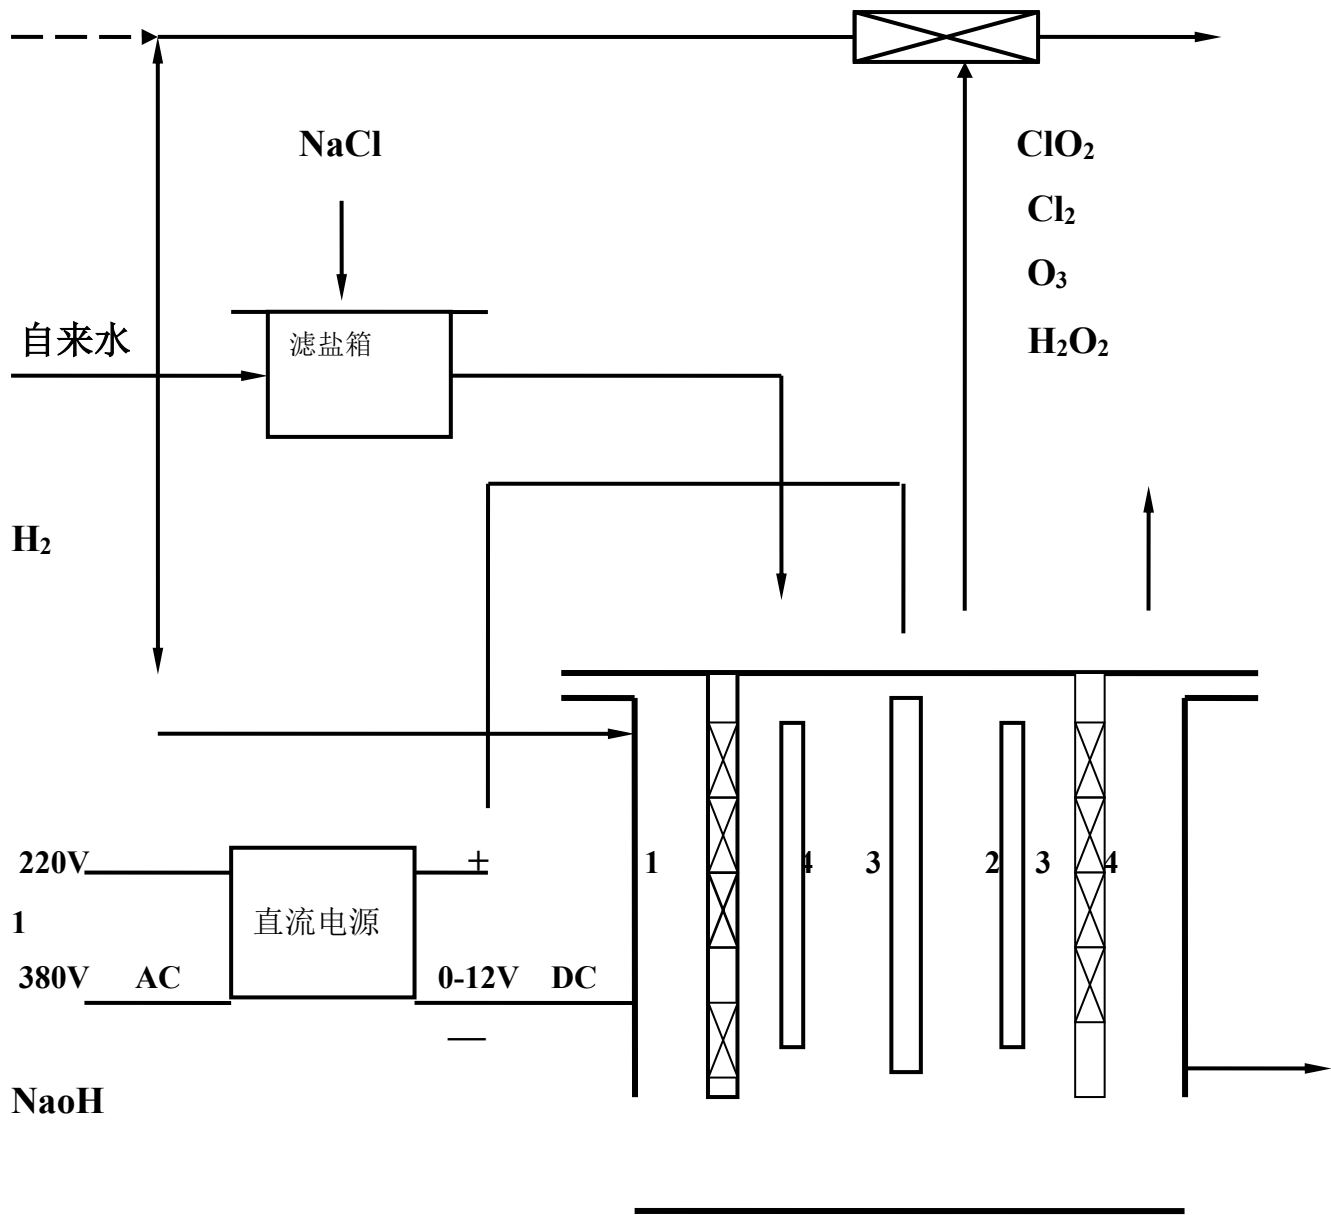 NaCl
ClO₂
Cl₂
O₃
H₂O₂
自来水
滤盐箱
H₂
220V
+
1
4
3
2
3
4
1
直流电源
380V AC
0-12V DC
—
NaoH